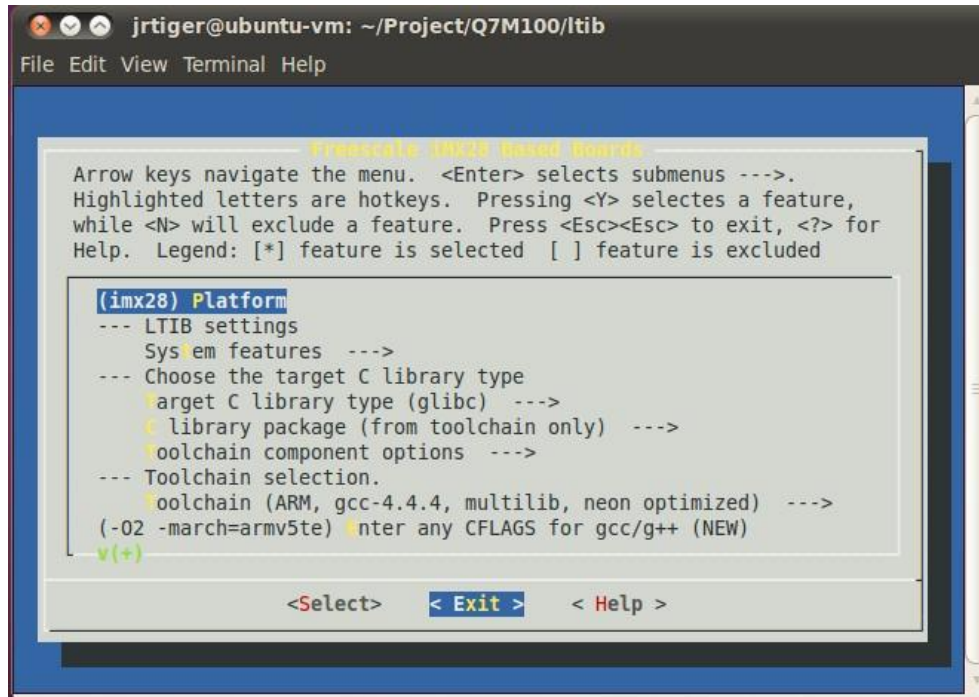 jrtiger@ubuntu-vm: ~/Project/Q7M100/ltib
File Edit View Terminal Help
Freescale iMX28 Based Boards
Arrow keys navigate the menu. <Enter> selects submenus --->.
Highlighted letters are hotkeys. Pressing <Y> selectes a feature,
while <N> will exclude a feature. Press <Esc><Esc> to exit, <?> for
Help. Legend: [*] feature is selected [ ] feature is excluded
(imx28) Platform
--- LTIB settings
System features --->
--- Choose the target C library type
Target C library type (glibc) --->
C library package (from toolchain only) --->
Toolchain component options --->
--- Toolchain selection.
Toolchain (ARM, gcc-4.4.4, multilib, neon optimized) --->
(-O2 -march=armv5te) Enter any CFLAGS for gcc/g++ (NEW)
v(+)
<Select> < Exit > < Help >